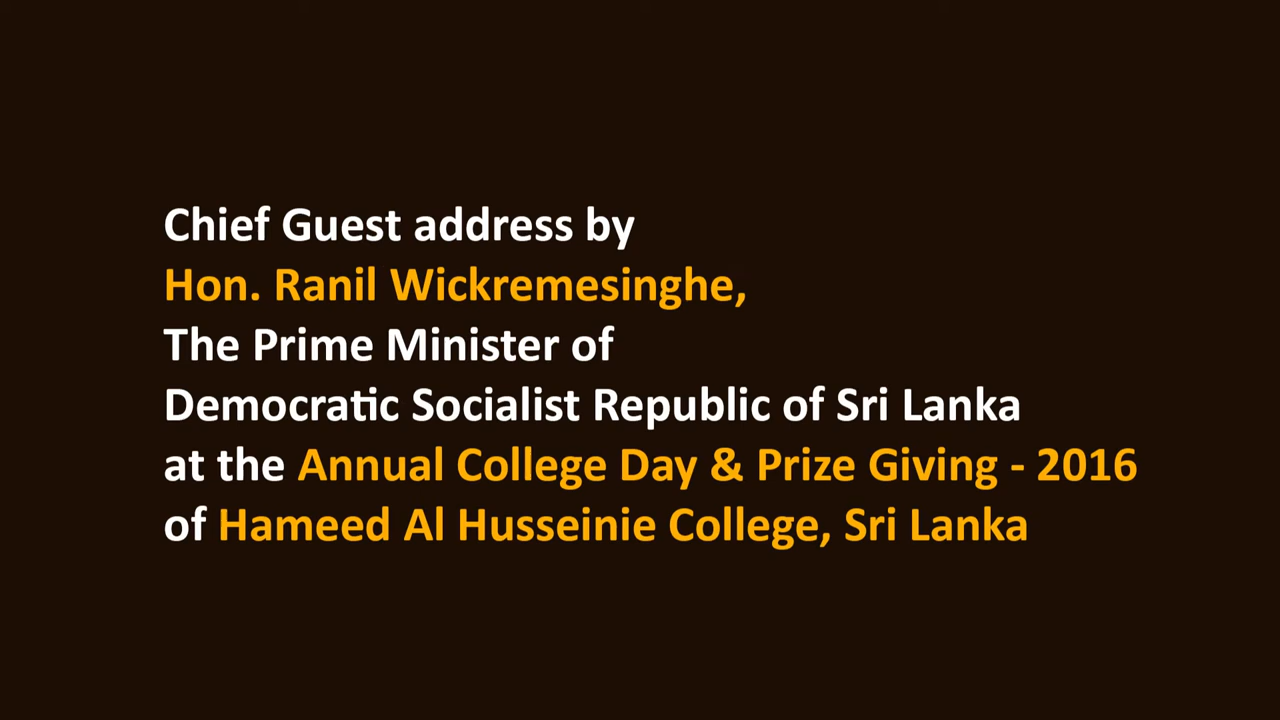 Chief Guest address by
Hon. Ranil Wickremesinghe,
The Prime Minister of
Democratic Socialist Republic of Sri Lanka
at the Annual College Day & Prize Giving - 2016
of Hameed Al Husseinie College, Sri Lanka